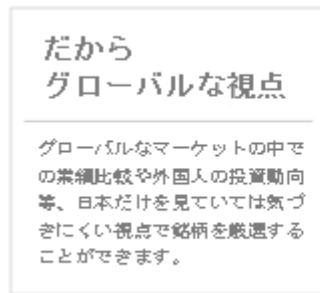 だから
グローバルな視点
グローバルなマーケットの中で
の業績比較や外国人の投資動向
等、日本だけを見ていては気づ
きにくい視点で銘柄を厳選する
ことができます。